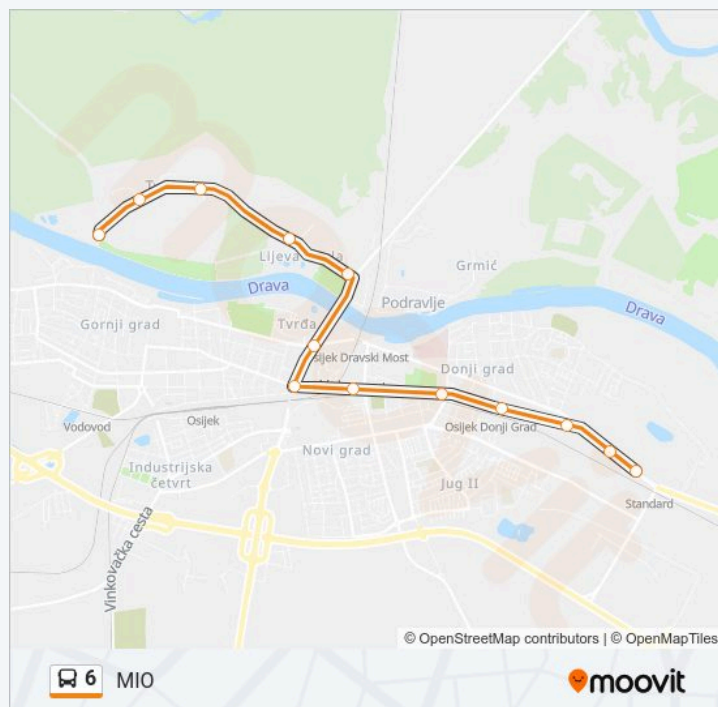 Grmić
Drava
Podravlje
Drava
Gornji grad
Tvrđa
sijek Dravski Most
Donji grad
Vodovod
Osijek
Osijek Donji Grad
Novi grad
Industrijska
četvrt
Jug II
Standard
Vinkovačka cesta
© OpenStreetMap contributors | © OpenMapTiles
6 MIO
moovit